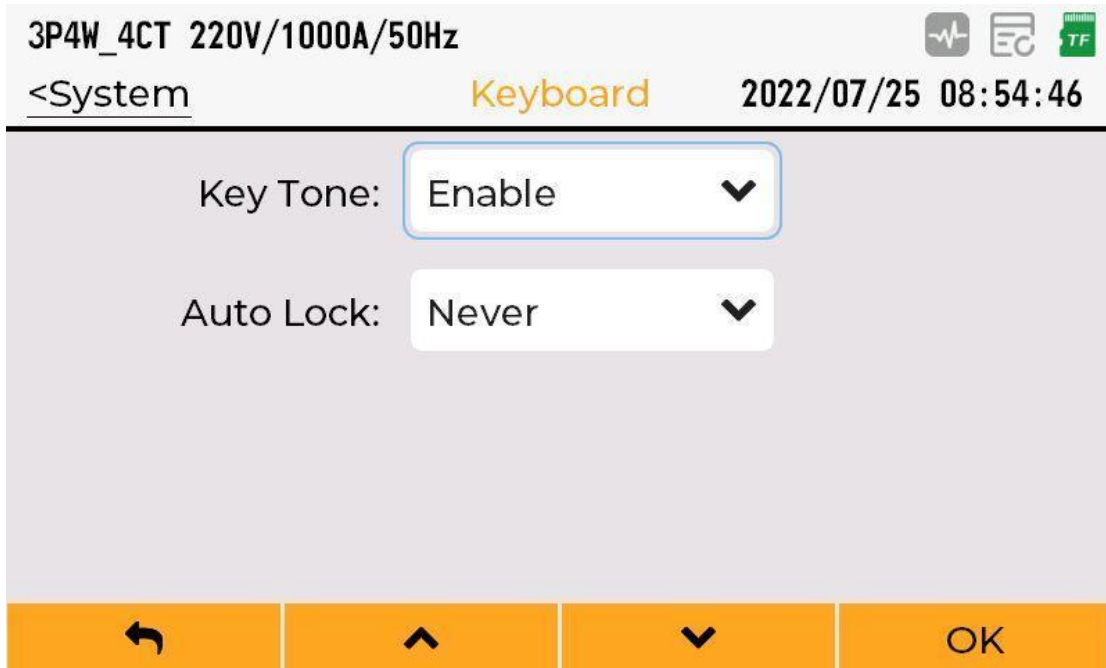 3P4W_4CT 220V/1000A/50Hz
TF
<System Keyboard 2022/07/25 08:54:46
Key Tone: Enable
Auto Lock: Never
OK